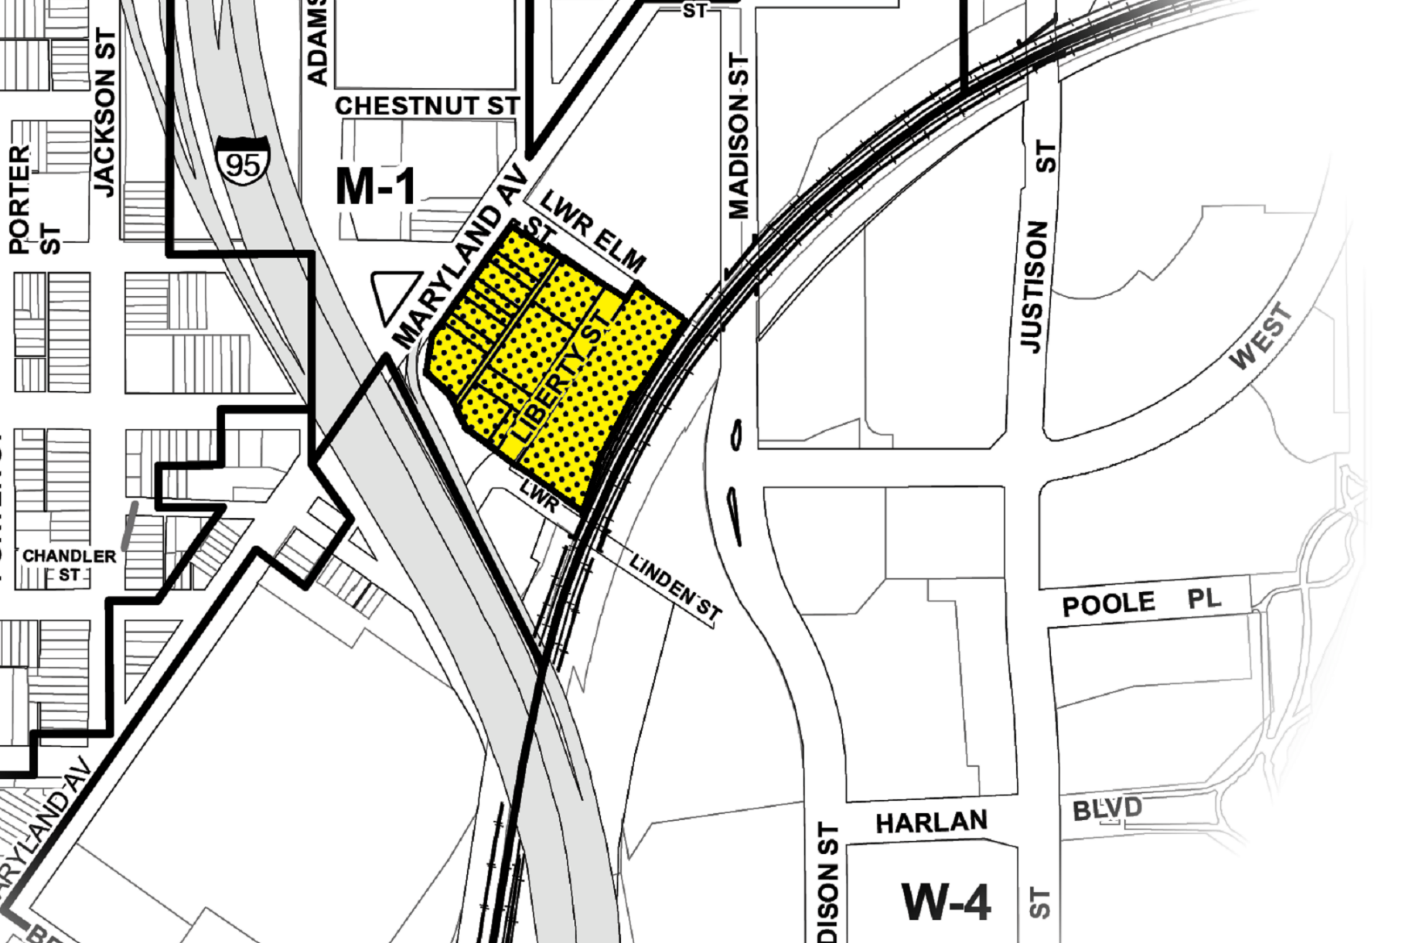 ST
ADAMS
JACKSON ST
MADISON ST
CHESTNUT ST
95
M-1
PORTER
ST
ST
JUSTISON
MARYLAND AV
LWR ELM
ST
LIBERTY ST
WEST
LWR
LINDEN ST
CHANDLER
ST
POOLE PL
MARYLAND AV
HARLAN
BLVD
DISON ST
W-4
ST